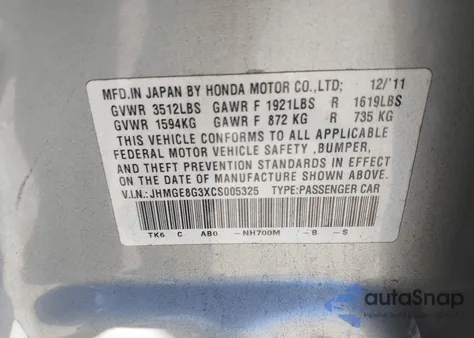 MFD.IN JAPAN BY HONDA MOTOR CO.,LTD; 12/'11
GVWR 3512LBS GAWR F 1921LBS R 1619LBS
GVWR 1594KG GAWR F 872 KG R 735 KG
THIS VEHICLE CONFORMS TO ALL APPLICABLE
FEDERAL MOTOR VEHICLE SAFETY ,BUMPER,
AND THEFT PREVENTION STANDARDS IN EFFECT
ON THE DATE OF MANUFACTURE SHOWN ABOVE.
V.I.N.: JHMGE8G3XCS005325 TYPE:PASSENGER CAR
TK6 C AB0 -NH700M -B -S
autoSnap